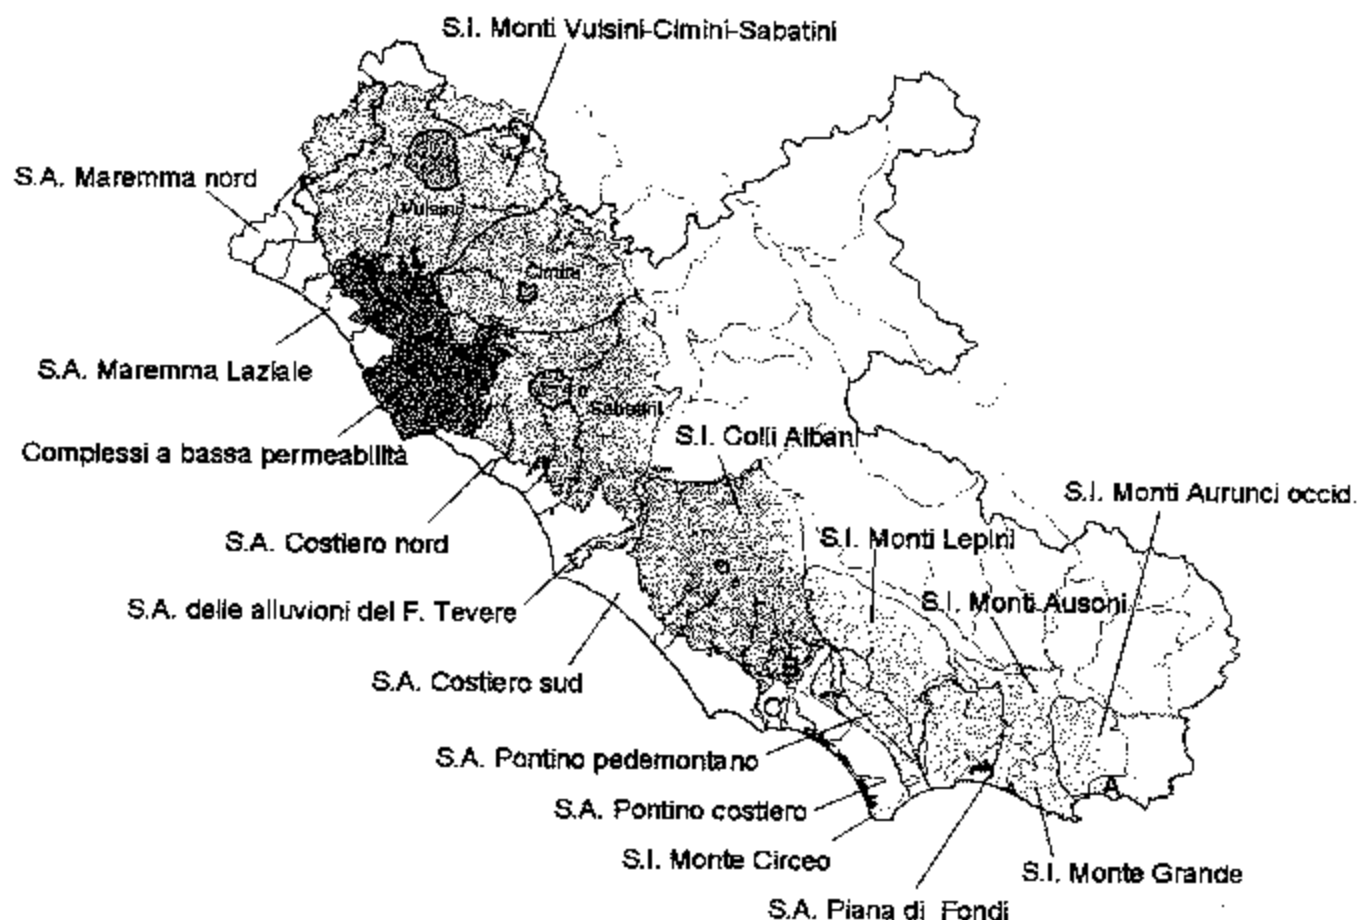 S.I. Monti Vulsini-Cimini-Sabatini
S.A. Maremma nord
Vulsini
Cimini
S.A. Maremma Laziale
Sabatini
S.I. Colli Albani
Complessi a bassa permeabilità
S.I. Monti Aurunci occid.
S.A. Costiero nord
S.I. Monti Lepini
S.A. delle alluvioni del F. Tevere
S.I. Monti Ausoni
B
S.A. Costiero sud
C
S.A. Pontino pedemontano
A
S.A. Pontino costiero
S.I. Monte Circeo
S.I. Monte Grande
S.A. Piana di Fondi